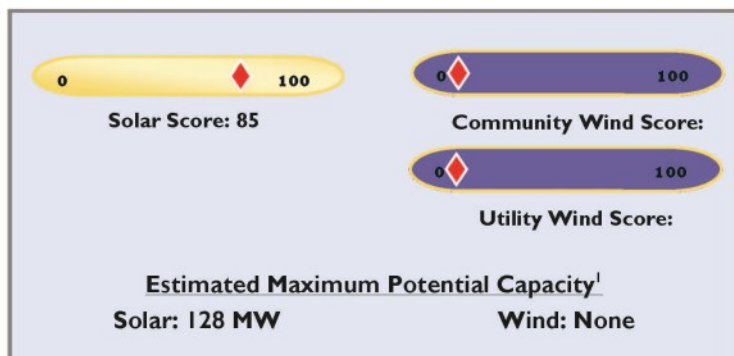 0 100
Solar Score: 85
0 100
Community Wind Score:
0 100
Utility Wind Score:
Estimated Maximum Potential Capacity¹
Solar: 128 MW Wind: None